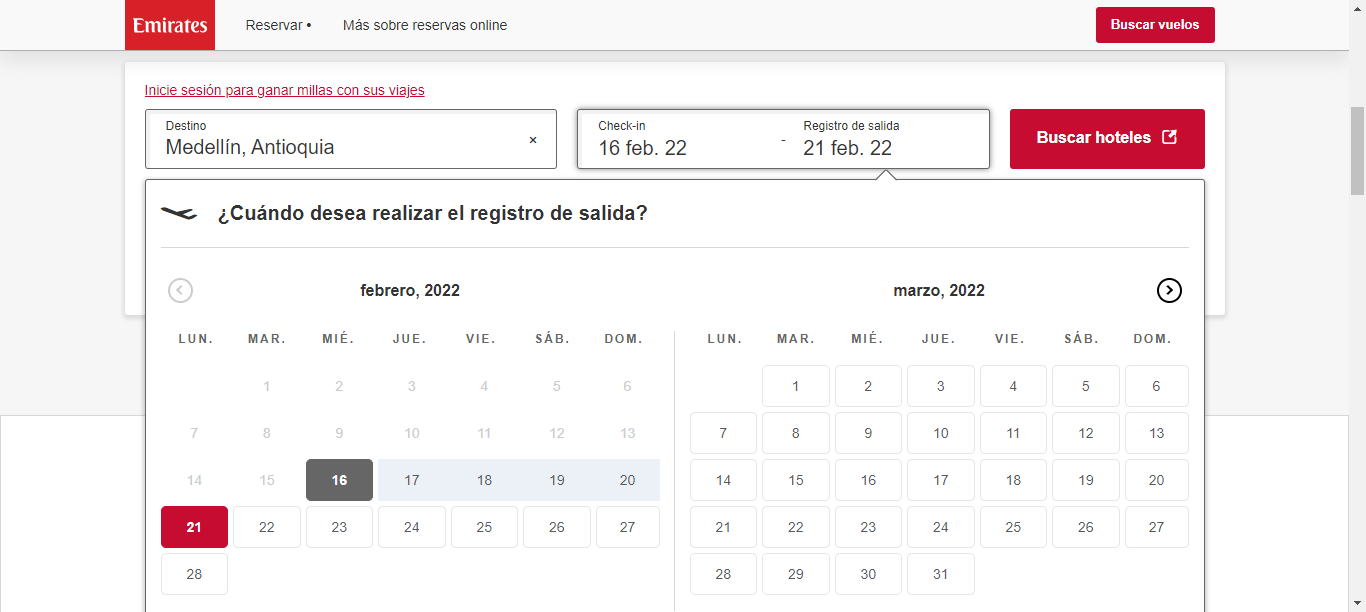 Emirates Reservar • Más sobre reservas online Buscar vuelos
Inicie sesión para ganar millas con sus viajes
Destino Check-in Registro de salida
Medellín, Antioquia × 16 feb. 22 - 21 feb. 22 Buscar hoteles
¿Cuándo desea realizar el registro de salida?
febrero, 2022 marzo, 2022
LUN. MAR. MIÉ. JUE. VIE. SÁB. DOM. LUN. MAR. MIÉ. JUE. VIE. SÁB. DOM.
1 2 3 4 5 6 1 2 3 4 5 6
7 8 9 10 11 12 13 7 8 9 10 11 12 13
14 15 16 17 18 19 20 14 15 16 17 18 19 20
21 22 23 24 25 26 27 21 22 23 24 25 26 27
28 28 29 30 31